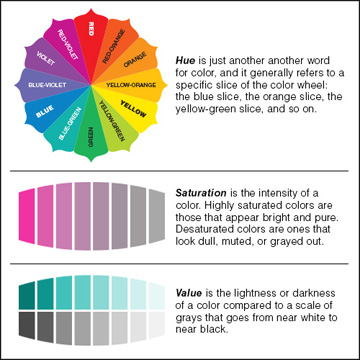 RED
RED-ORANGE
ORANGE
YELLOW-ORANGE
YELLOW
YELLOW-GREEN
GREEN
BLUE-GREEN
BLUE
BLUE-VIOLET
VIOLET
RED-VIOLET
Hue is just another another word
for color, and it generally refers to a
specific slice of the color wheel:
the blue slice, the orange slice, the
yellow-green slice, and so on.
Saturation is the intensity of a
color. Highly saturated colors are
those that appear bright and pure.
Desaturated colors are ones that
look dull, muted, or grayed out.
Value is the lightness or darkness
of a color compared to a scale of
grays that goes from near white to
near black.